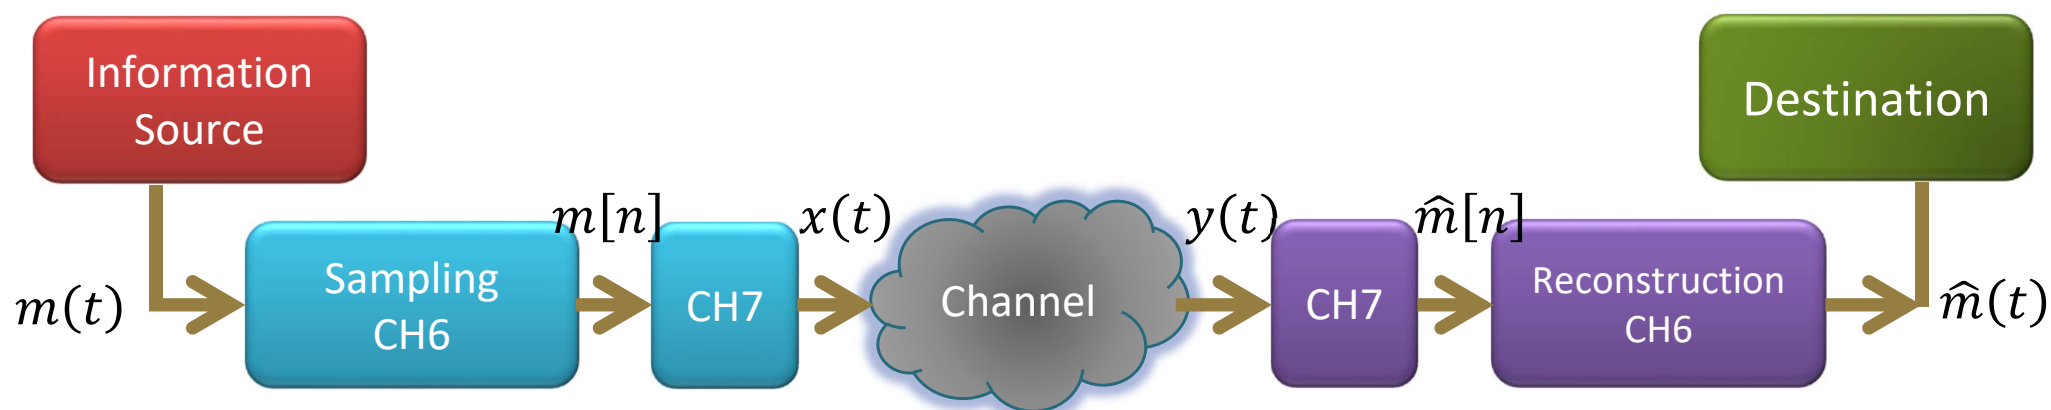 Information
Source
Destination
m[n]
x(t)
y(t)
m̂[n]
Sampling
CH6
CH7
Channel
CH7
Reconstruction
CH6
m(t)
m̂(t)